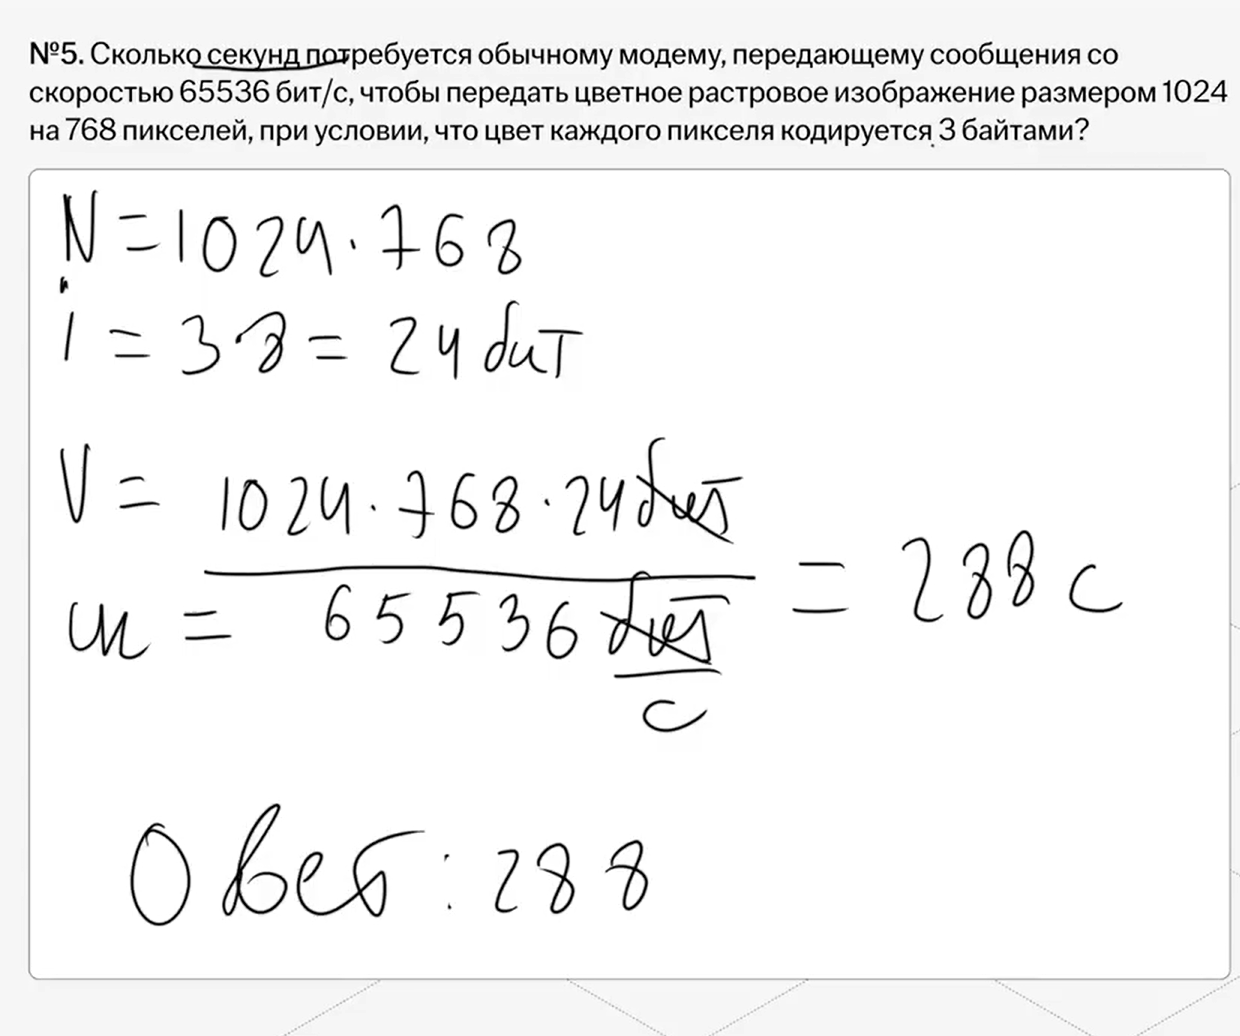 №5. Сколько секунд потребуется обычному модему, передающему сообщения со
скоростью 65536 бит/с, чтобы передать цветное растровое изображение размером 1024
на 768 пикселей, при условии, что цвет каждого пикселя кодируется 3 байтами?
N = 1024 · 768
i = 3 · 8 = 24 бит
V = 1024 · 768 · 24 бит
= 288 с
u = 65536 бит
с
Ответ: 288